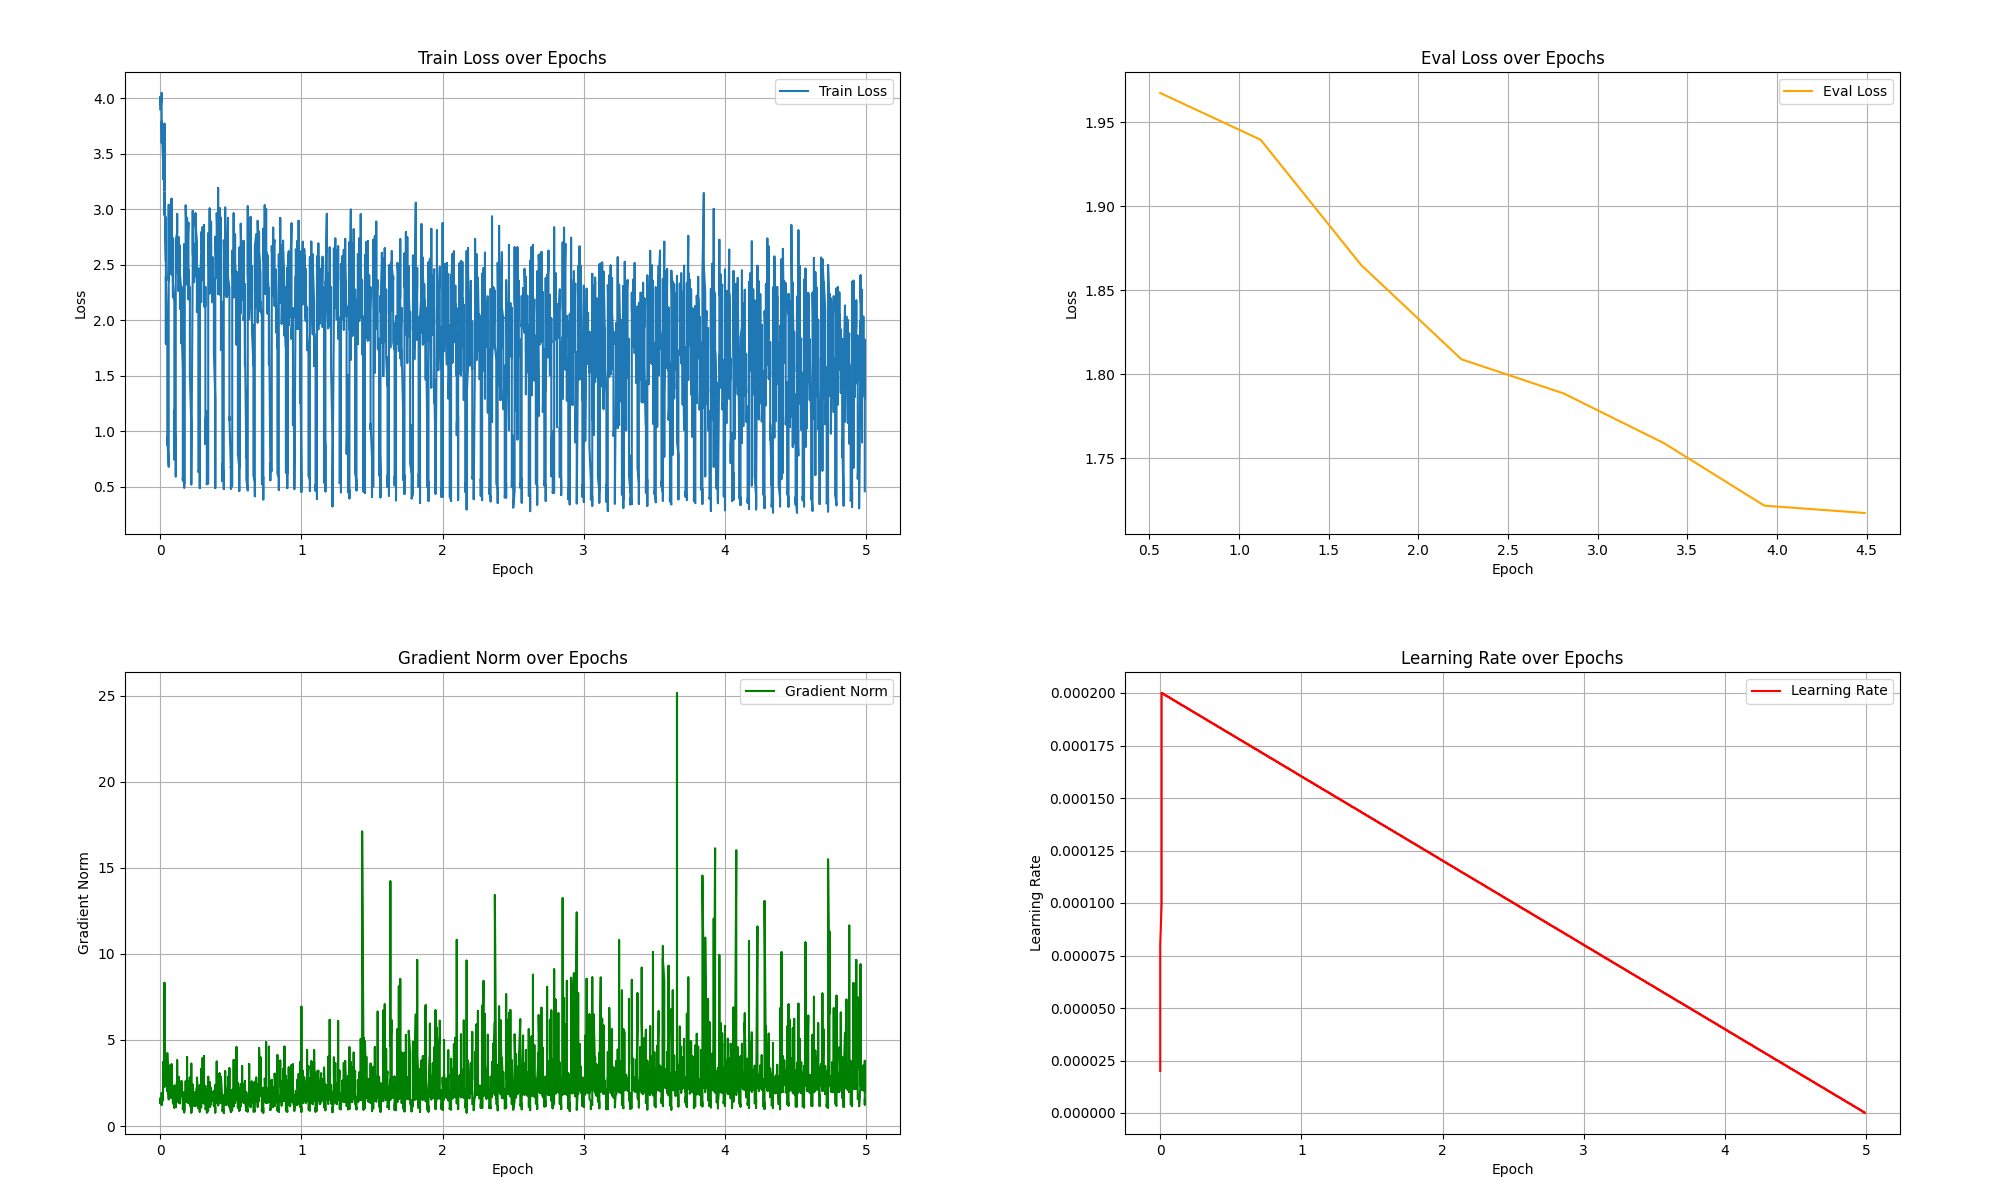 Train Loss over Epochs
Train Loss
4.0
3.5
3.0
2.5
2.0
1.5
1.0
0.5
Loss
0 1 2 3 4 5
Epoch
Eval Loss over Epochs
Eval Loss
1.95
1.90
1.85
1.80
1.75
Loss
0.5 1.0 1.5 2.0 2.5 3.0 3.5 4.0 4.5
Epoch
Gradient Norm over Epochs
Gradient Norm
25
20
15
10
5
0
Gradient Norm
0 1 2 3 4 5
Epoch
Learning Rate over Epochs
Learning Rate
0.000200
0.000175
0.000150
0.000125
0.000100
0.000075
0.000050
0.000025
0.000000
Learning Rate
0 1 2 3 4 5
Epoch